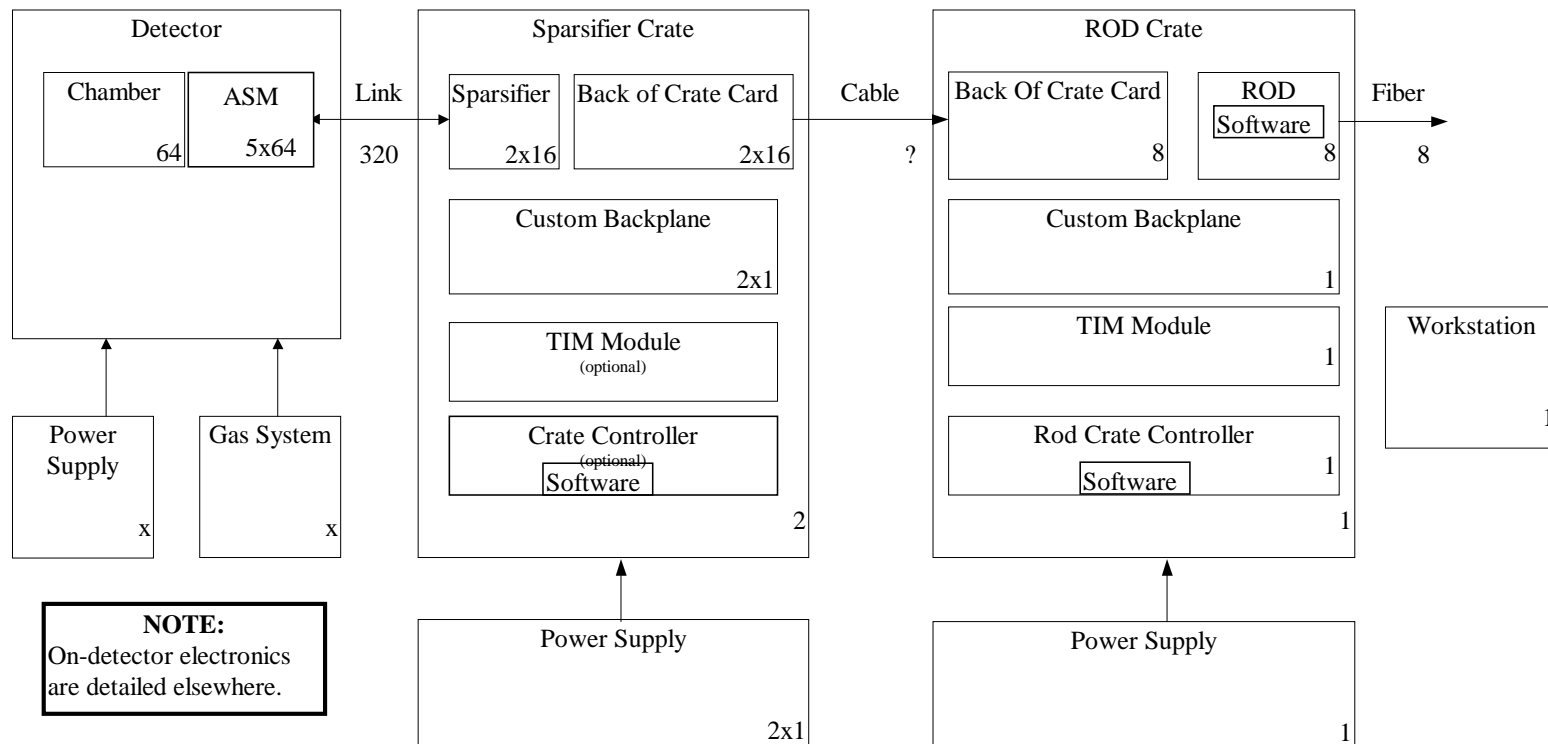 Detector
Chamber
64
ASM
5x64
Link
320
Sparsifier Crate
Sparsifier
2x16
Back of Crate Card
2x16
Custom Backplane
2x1
TIM Module
(optional)
Crate Controller
(optional)
Software
2
Cable
?
ROD Crate
Back Of Crate Card
8
ROD
Software
8
Custom Backplane
1
TIM Module
1
Rod Crate Controller
Software
1
1
Fiber
8
Workstation
1
Power
Supply
x
Gas System
x
NOTE:
On-detector electronics
are detailed elsewhere.
Power Supply
2x1
Power Supply
1